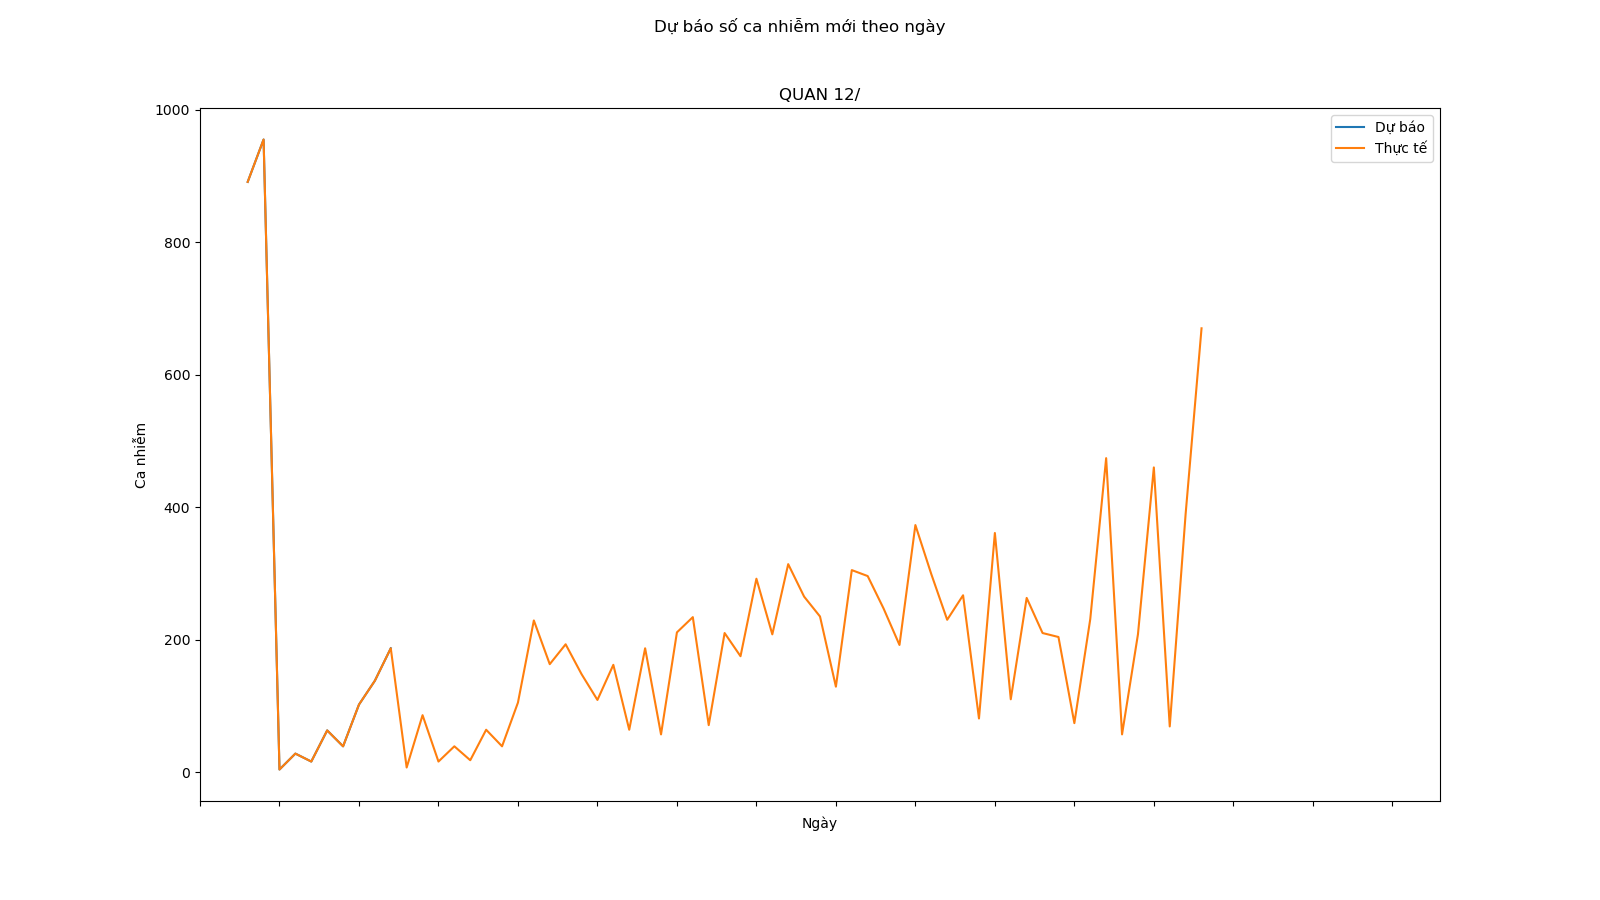 Dự báo số ca nhiễm mới theo ngày
QUAN 12/
1000
800
600
400
200
0
Ca nhiễm
Ngày
Dự báo
Thực tế